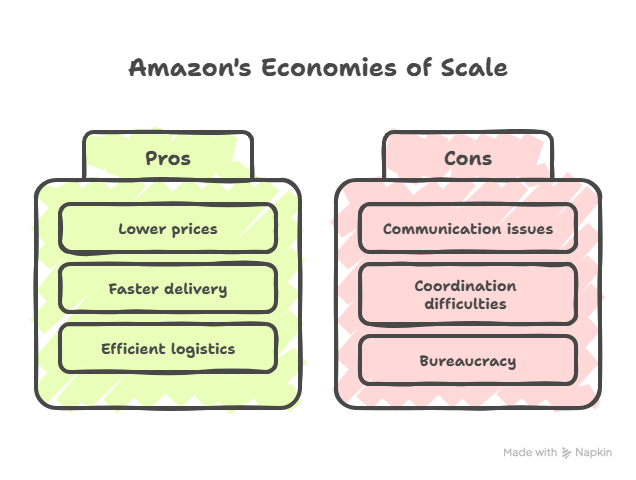 Amazon's Economies of Scale
Pros
Lower prices
Faster delivery
Efficient logistics
Cons
Communication issues
Coordination
difficulties
Bureaucracy
Made with Napkin